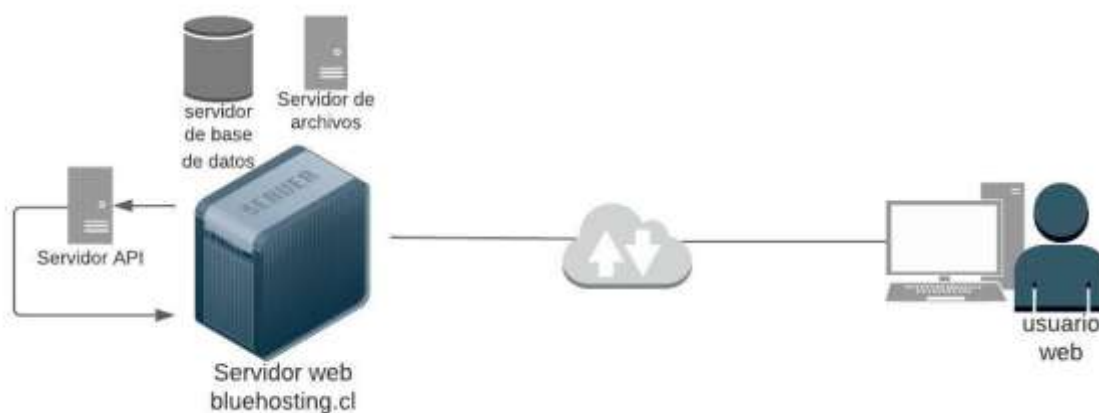 servidor
de base
de datos
Servidor de
archivos
SERVER
Servidor API
Servidor web
bluehosting.cl
usuario
web